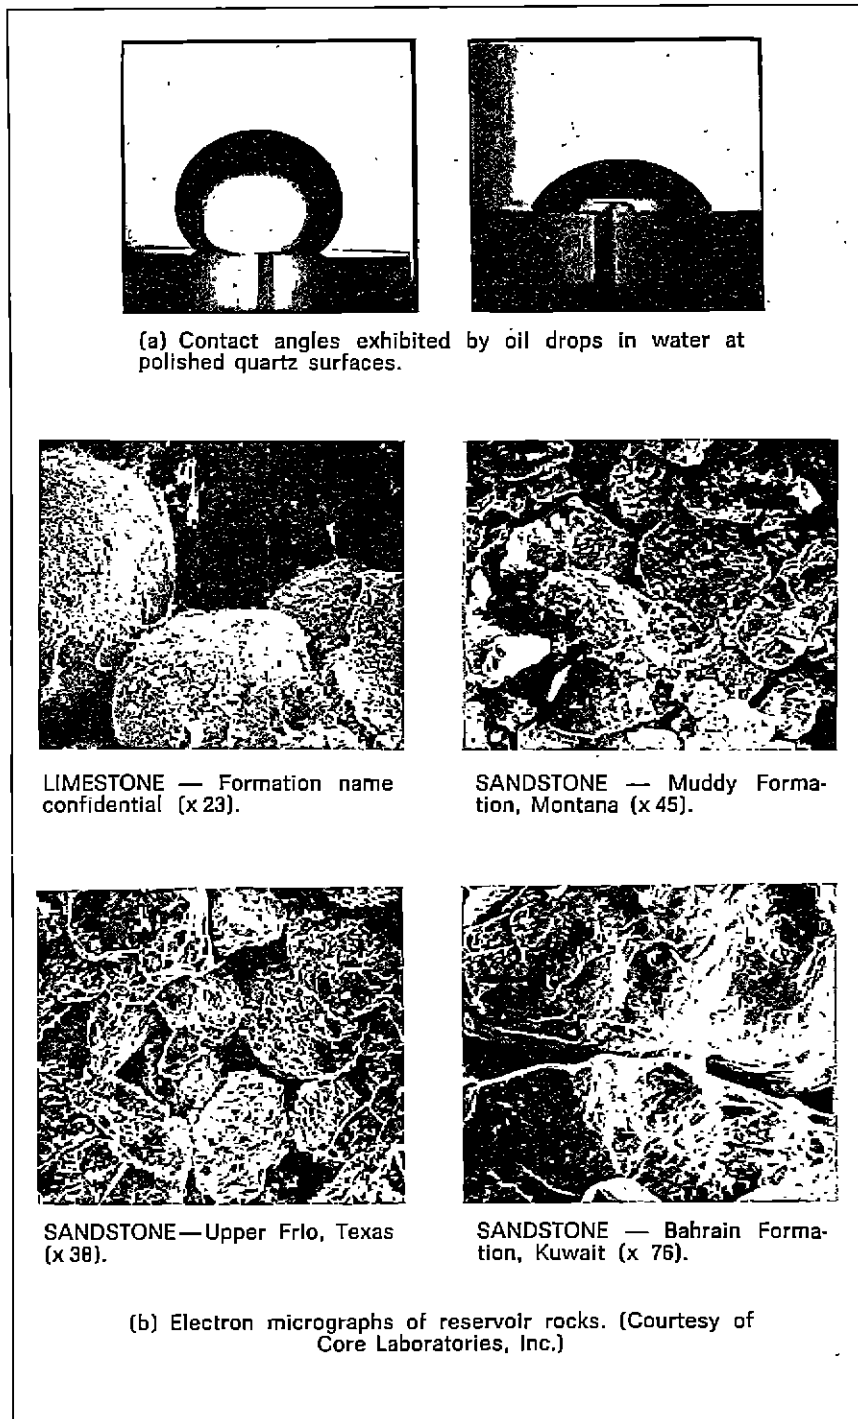 (a) Contact angles exhibited by oil drops in water at
polished quartz surfaces.
LIMESTONE — Formation name
confidential (x 23).
SANDSTONE — Muddy Forma-
tion, Montana (x 45).
SANDSTONE—Upper Frio, Texas
(x 38).
SANDSTONE — Bahrain Forma-
tion, Kuwait (x 76).
(b) Electron micrographs of reservoir rocks. (Courtesy of
Core Laboratories, Inc.)